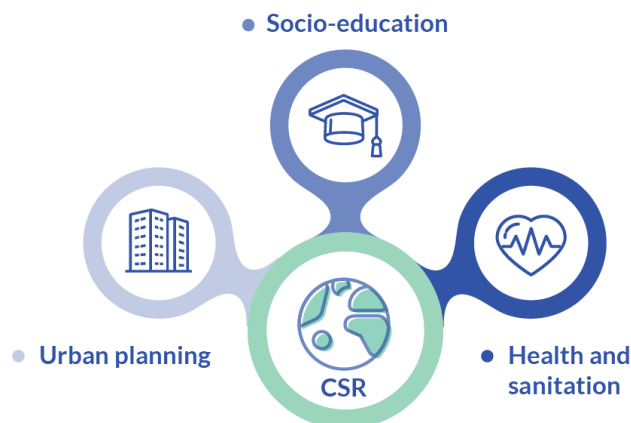 Socio-education
Urban planning
CSR
Health and
sanitation